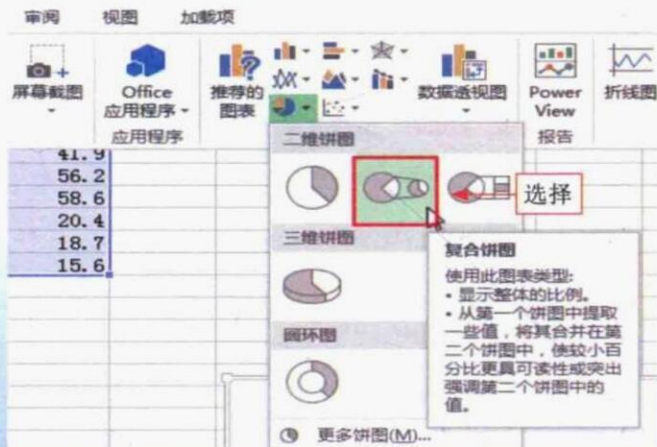 审阅 视图 加载项
屏幕截图
Office
应用程序
应用程序
推荐的
图表
数据透视图
Power
View
报告
折线图
41.9
56.2
58.6
20.4
18.7
15.6
二维饼图
选择
三维饼图
圆环图
更多饼图(M)...
复合饼图
使用此图表类型:
• 显示整体的比例。
• 从第一个饼图中提取
一些值，将其合并在第
二个饼图中，使较小百
分比更具可读性或突出
强调第二个饼图中的
值。